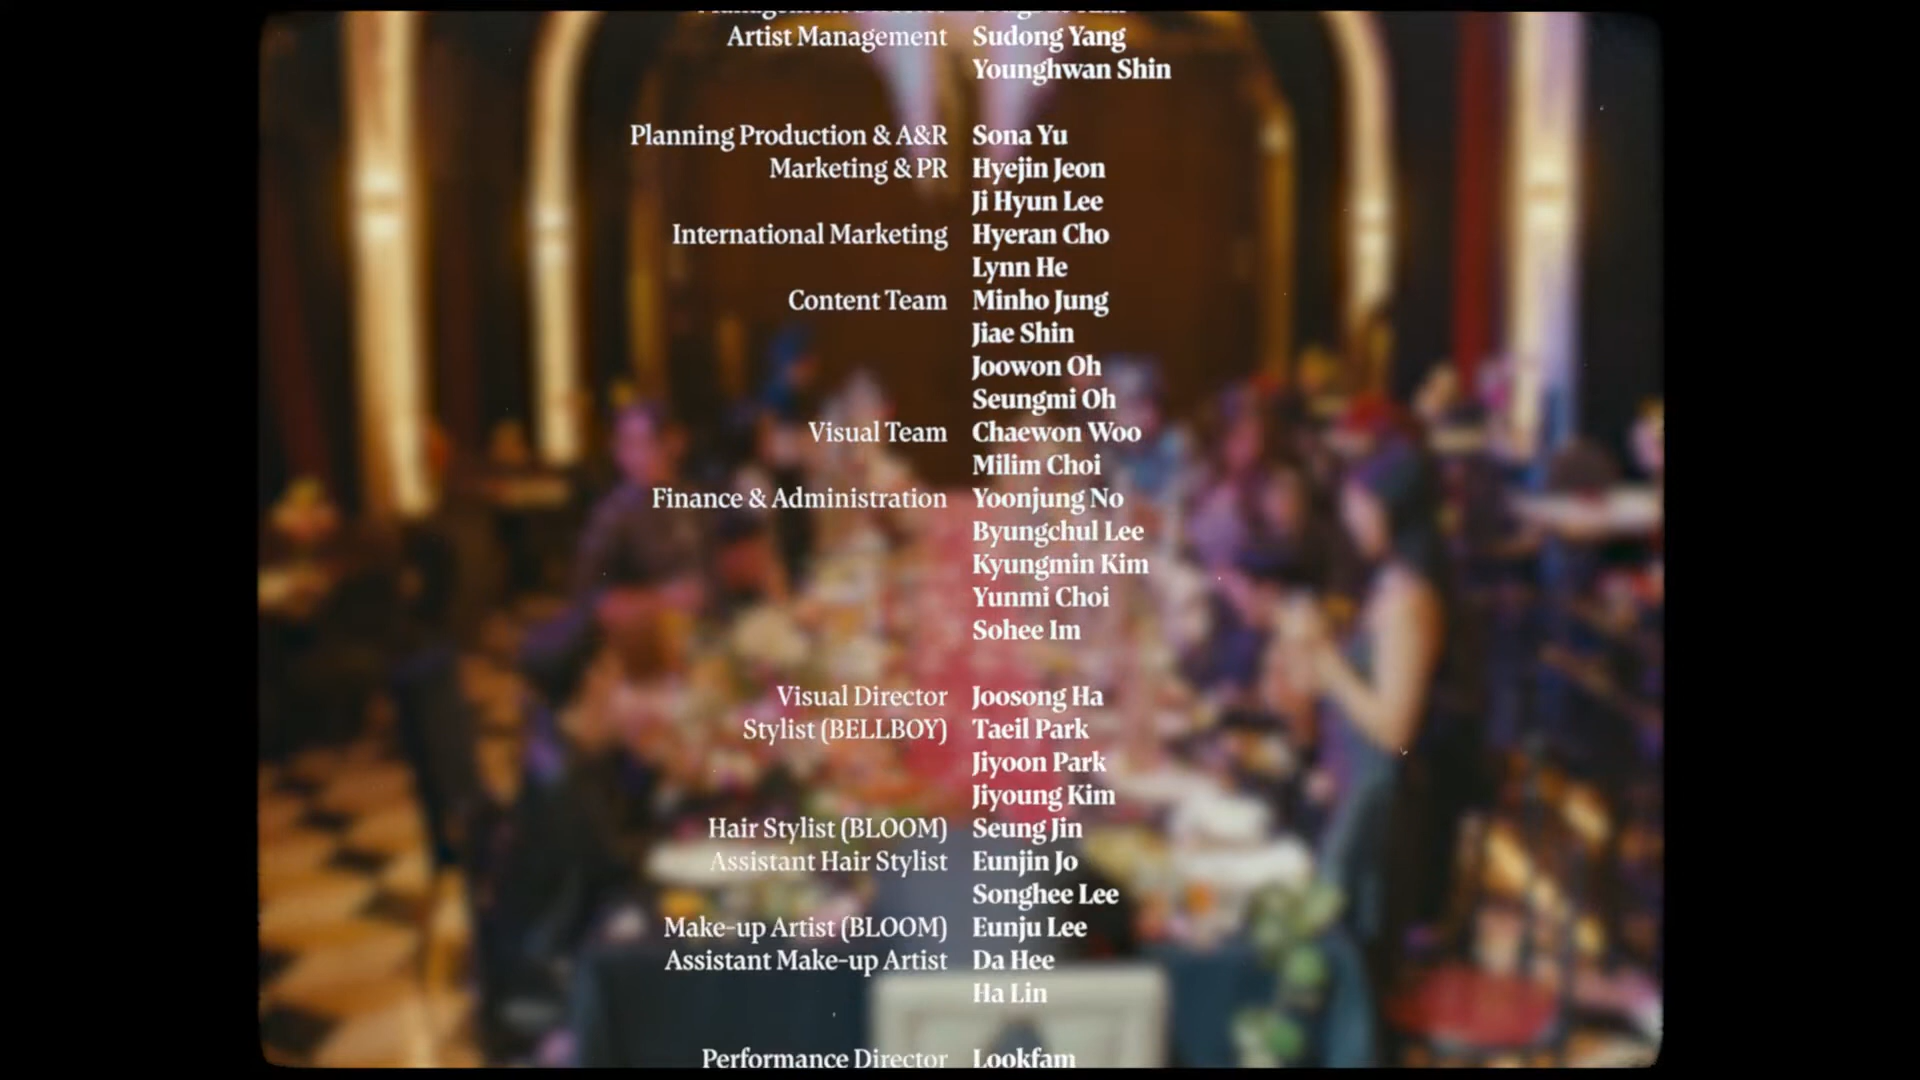 Artist Management Sudong Yang
Younghwan Shin
Planning Production & A&R Sona Yu
Marketing & PR Hyejin Jeon
Ji Hyun Lee
International Marketing Hyeran Cho
Lynn He
Content Team Minho Jung
Jiae Shin
Joowon Oh
Seungmi Oh
Visual Team Chaewon Woo
Milim Choi
Finance & Administration Yoonjung No
Byungchul Lee
Kyungmin Kim
Yunmi Choi
Sohee Im
Visual Director Joosong Ha
Stylist (BELLBOY) Taeil Park
Jiyoon Park
Jiyoung Kim
Hair Stylist (BLOOM) Seung Jin
Assistant Hair Stylist Eunjin Jo
Songhee Lee
Make-up Artist (BLOOM) Eunju Lee
Assistant Make-up Artist Da Hee
Ha Lin
Performance Director Lookfam